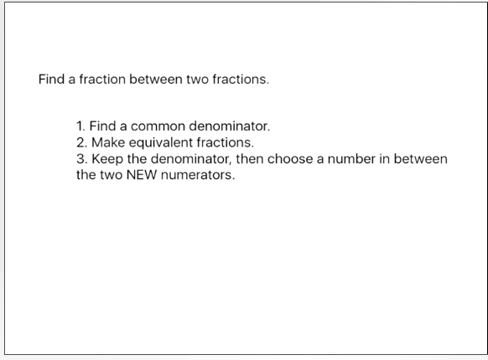 Find a fraction between two fractions.
1. Find a common denominator.
2. Make equivalent fractions.
3. Keep the denominator, then choose a number in between
the two NEW numerators.